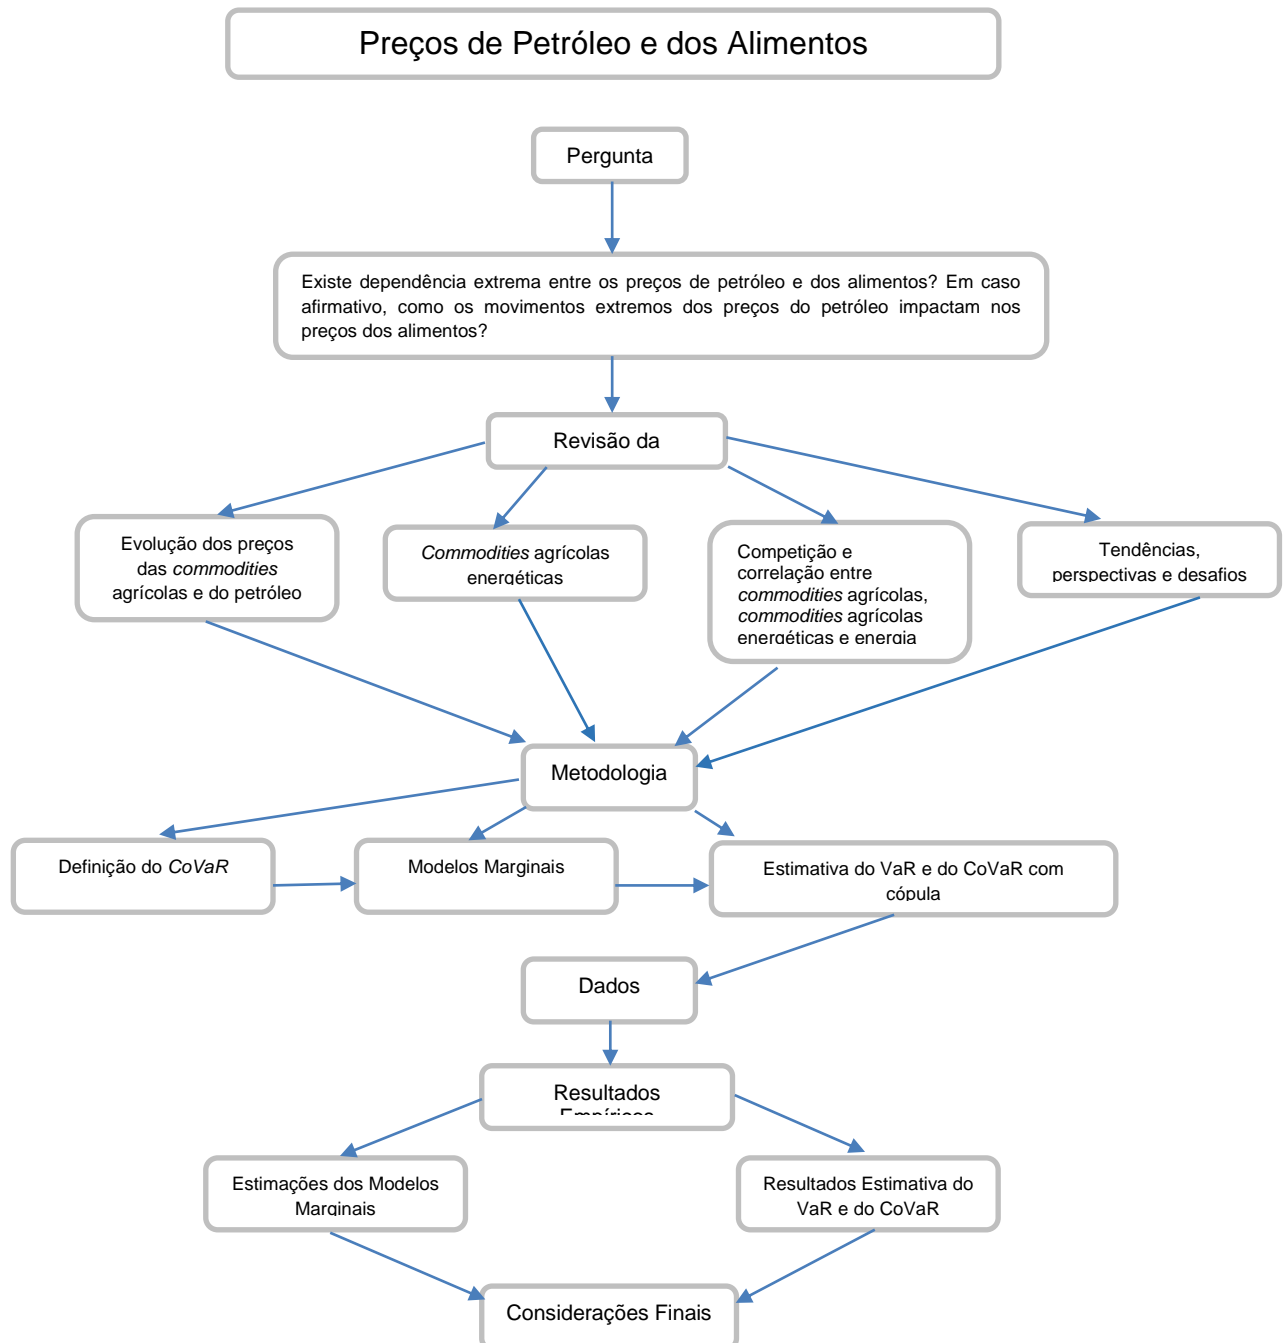 Preços de Petróleo e dos Alimentos
Pergunta
Existe dependência extrema entre os preços de petróleo e dos alimentos? Em caso
afirmativo, como os movimentos extremos dos preços do petróleo impactam nos
preços dos alimentos?
Revisão da
Evolução dos preços
das commodities
agrícolas e do petróleo
Commodities agrícolas
energéticas
Competição e
correlação entre
commodities agrícolas,
commodities agrícolas
energéticas e energia
Tendências,
perspectivas e desafios
Metodologia
Definição do CoVaR
Modelos Marginais
Estimativa do VaR e do CoVaR com
cópula
Dados
Resultados
Empíricos
Estimações dos Modelos
Marginais
Resultados Estimativa do
VaR e do CoVaR
Considerações Finais